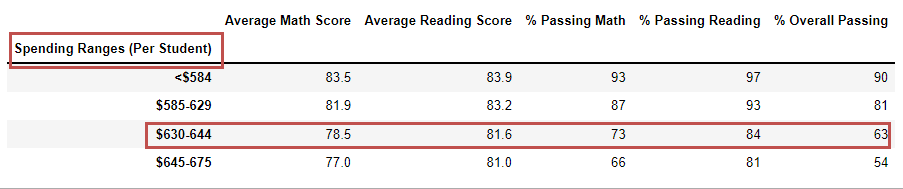 Average Math Score Average Reading Score % Passing Math % Passing Reading % Overall Passing
Spending Ranges (Per Student)
<$584 83.5 83.9 93 97 90
$585-629 81.9 83.2 87 93 81
$630-644 78.5 81.6 73 84 63
$645-675 77.0 81.0 66 81 54